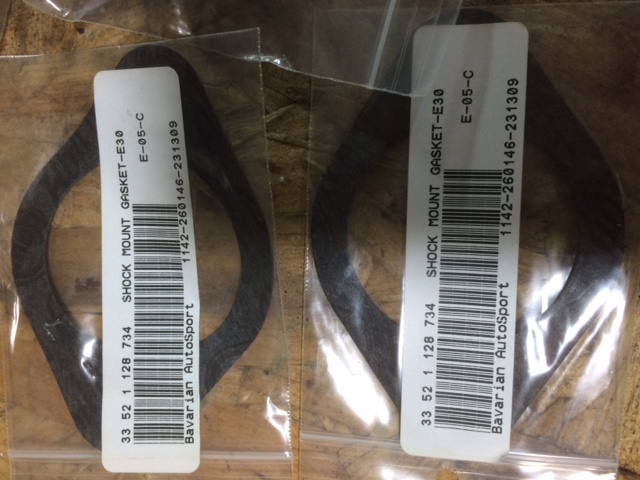 33 52 1 128 734 SHOCK MOUNT GASKET-E30
E-05-C
1142-260146-231309
Bavarian AutoSport
33 52 1 128 734 SHOCK MOUNT GASKET-E30
E-05-C
1142-260146-231309
Bavarian AutoSport